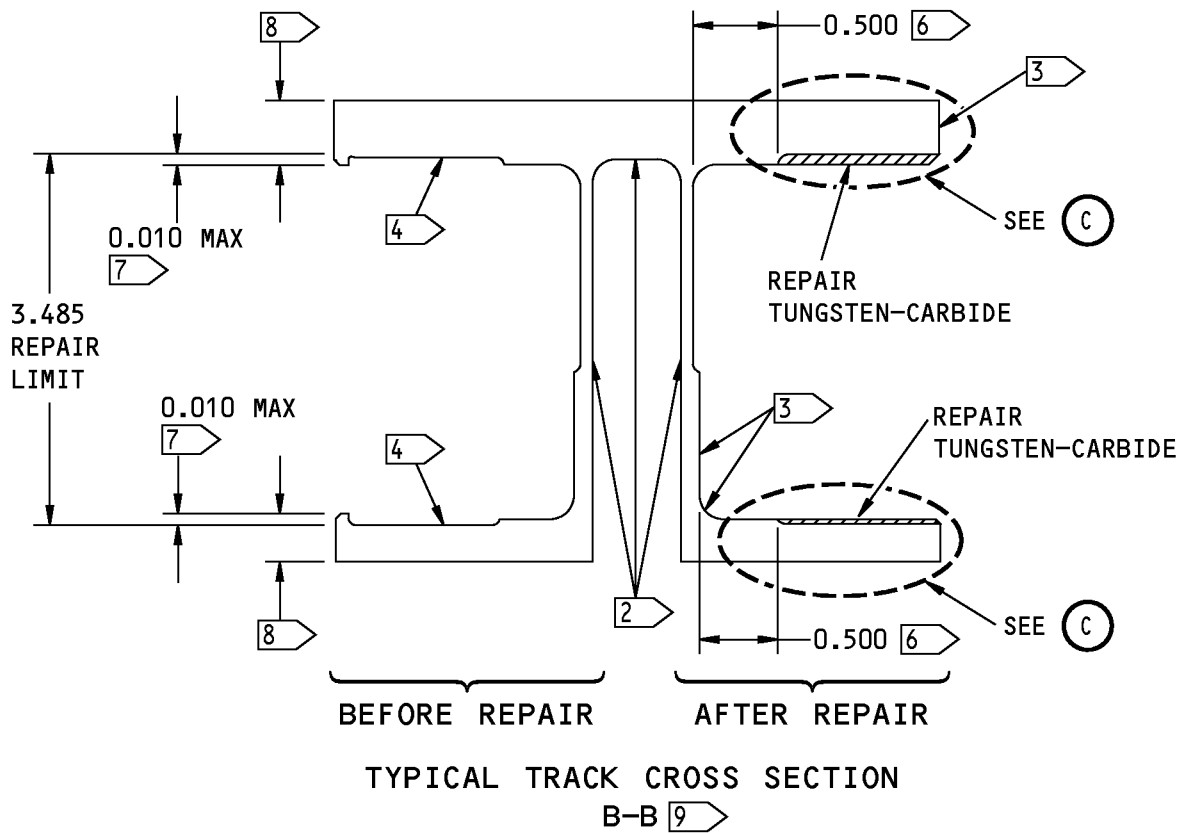 8
0.500 6
3
4
SEE C
0.010 MAX
7
REPAIR
TUNGSTEN-CARBIDE
3.485
REPAIR
LIMIT
0.010 MAX
7
3
REPAIR
TUNGSTEN-CARBIDE
4
2
8
0.500 6
SEE C
BEFORE REPAIR
AFTER REPAIR
TYPICAL TRACK CROSS SECTION
B-B 9